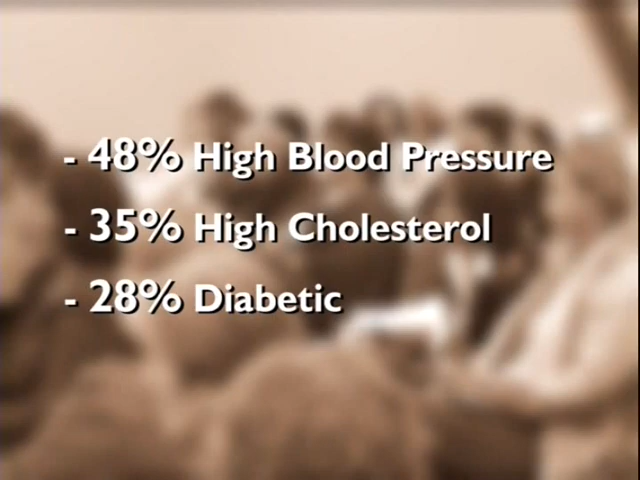 - 48% High Blood Pressure
- 35% High Cholesterol
- 28% Diabetic